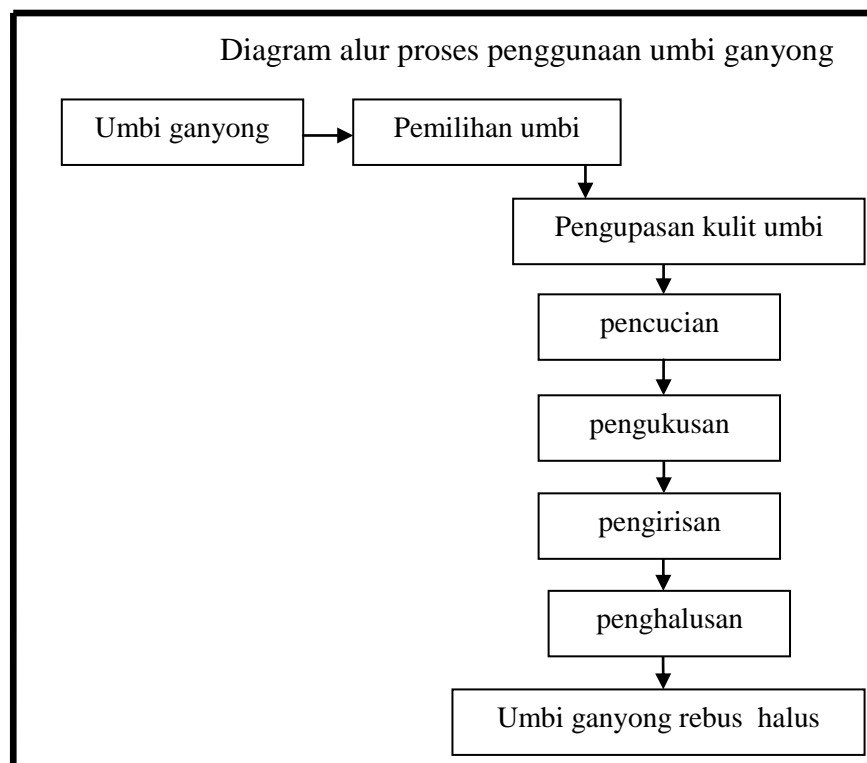 Diagram alur proses penggunaan umbi ganyong
Umbi ganyong
Pemilihan umbi
Pengupasan kulit umbi
pencucian
pengukusan
pengirisan
penghalusan
Umbi ganyong rebus halus